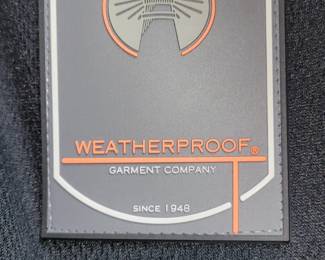 WEATHERPROOF®
GARMENT COMPANY
SINCE 1948